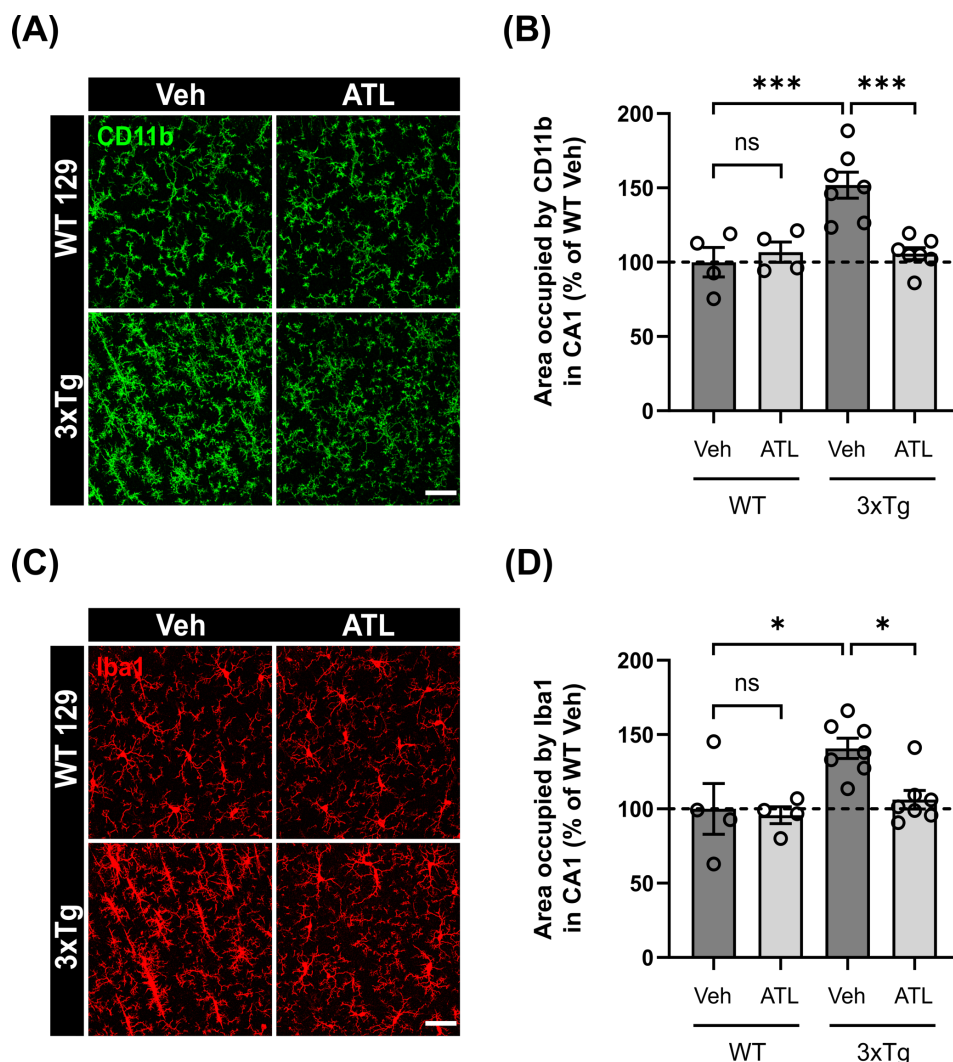 (A)
Veh ATL
WT 129
3xTg
CD11b
(B)
*** ***
ns
Area occupied by CD11b
in CA1 (% of WT Veh)
200
150
100
50
0
Veh ATL Veh ATL
WT 3xTg
(C)
Veh ATL
WT 129
3xTg
Iba1
(D)
* *
ns
Area occupied by Iba1
in CA1 (% of WT Veh)
200
150
100
50
0
Veh ATL Veh ATL
WT 3xTg